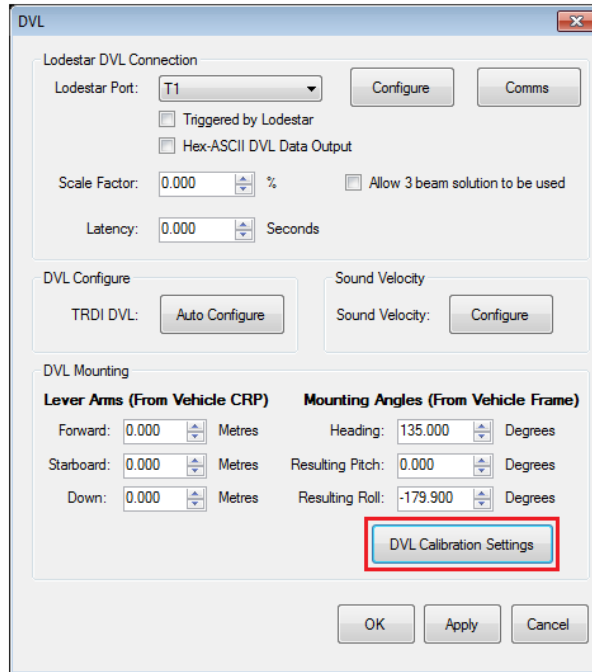 DVL
Lodestar DVL Connection
Lodestar Port: T1 Configure Comms
Triggered by Lodestar
Hex-ASCII DVL Data Output
Scale Factor: 0.000 % Allow 3 beam solution to be used
Latency: 0.000 Seconds
DVL Configure Sound Velocity
TRDI DVL: Auto Configure Sound Velocity: Configure
DVL Mounting
Lever Arms (From Vehicle CRP) Mounting Angles (From Vehicle Frame)
Forward: 0.000 Metres Heading: 135.000 Degrees
Starboard: 0.000 Metres Resulting Pitch: 0.000 Degrees
Down: 0.000 Metres Resulting Roll: -179.900 Degrees
DVL Calibration Settings
OK Apply Cancel